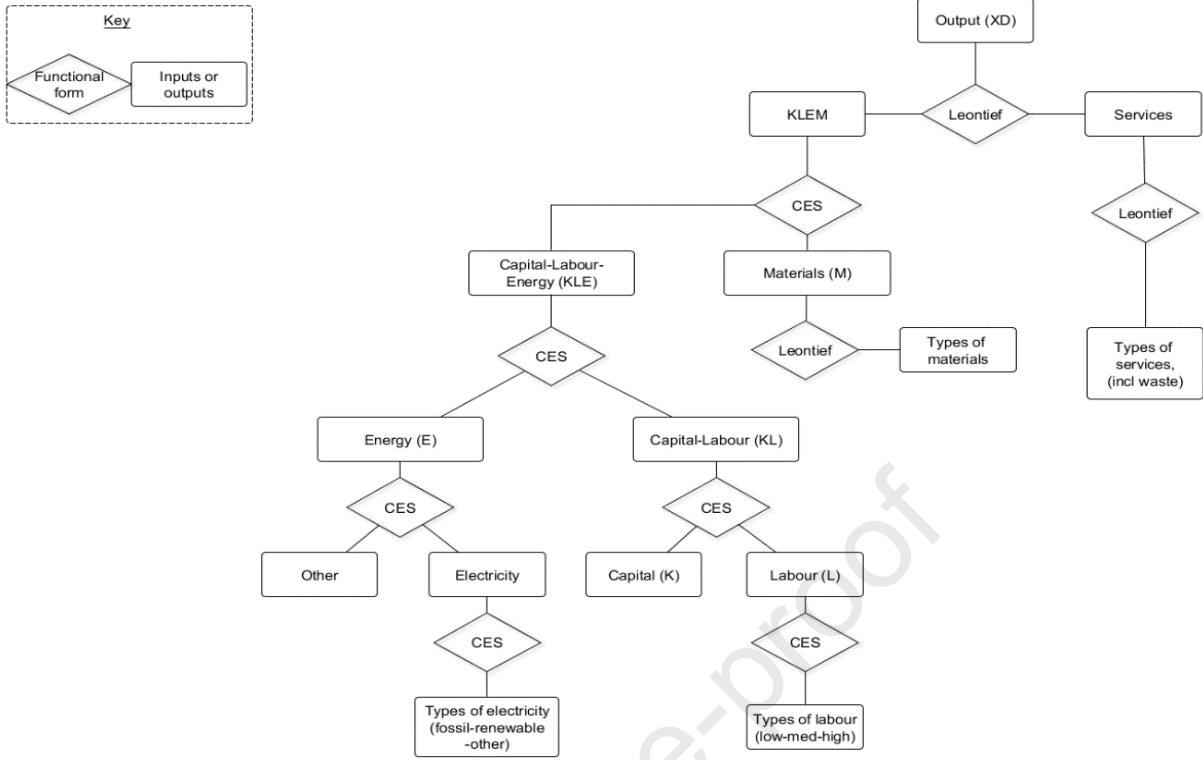 Key
Functional
form
Inputs or
outputs
Output (XD)
KLEM
Leontief
Services
CES
Leontief
Capital-Labour-
Energy (KLE)
Materials (M)
CES
Leontief
Types of
materials
Types of
services,
(incl waste)
Energy (E)
Capital-Labour (KL)
CES
CES
Other
Electricity
Capital (K)
Labour (L)
CES
CES
Types of electricity
(fossil-renewable
-other)
Types of labour
(low-med-high)
e-proof